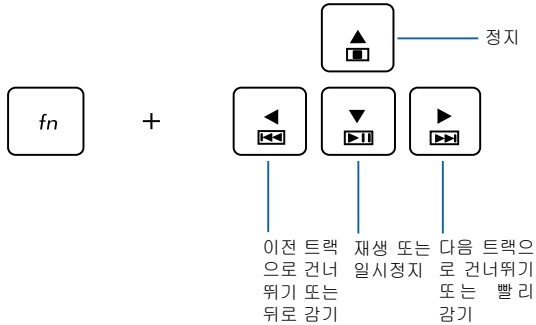 정지
fn
+
이전 트랙
으로 건너
뛰기 또는
뒤로 감기
재생 또는
일시정지
다음 트랙으
로 건너뛰기
또는 빨리
감기